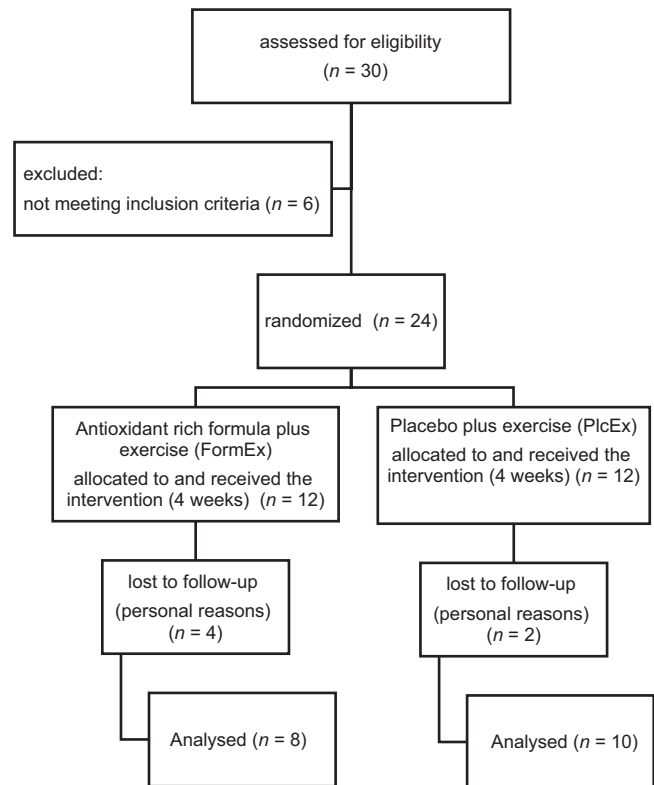 assessed for eligibility
(n = 30)
excluded:
not meeting inclusion criteria (n = 6)
randomized (n = 24)
Antioxidant rich formula plus
exercise (FormEx)
allocated to and received the
intervention (4 weeks) (n = 12)
Placebo plus exercise (PlcEx)
allocated to and received the
intervention (4 weeks) (n = 12)
lost to follow-up
(personal reasons)
(n = 4)
lost to follow-up
(personal reasons)
(n = 2)
Analysed (n = 8)
Analysed (n = 10)